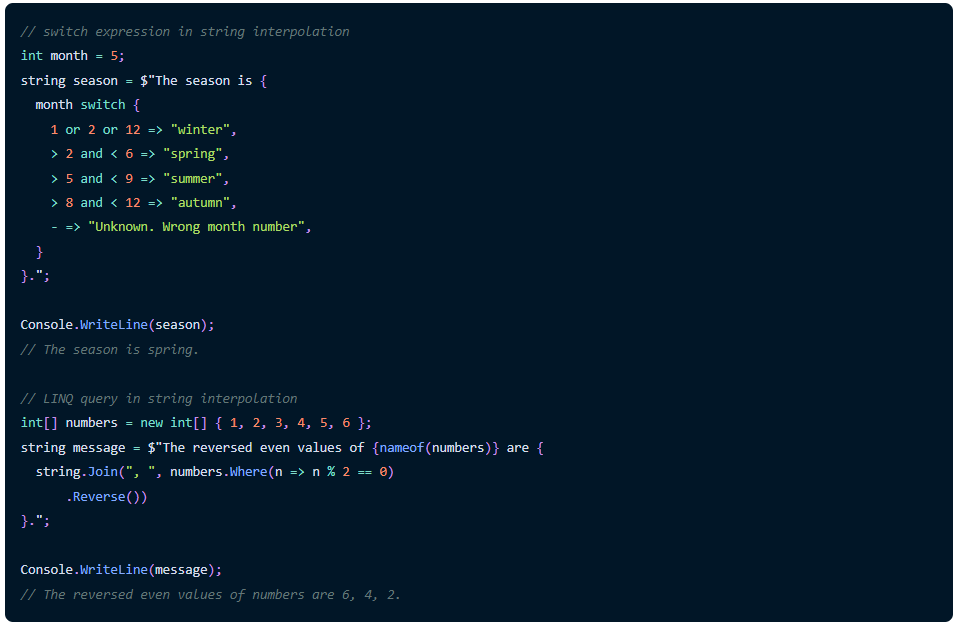 // switch expression in string interpolation
int month = 5;
string season = $"The season is {
  month switch {
    1 or 2 or 12 => "winter",
    > 2 and < 6 => "spring",
    > 5 and < 9 => "summer",
    > 8 and < 12 => "autumn",
    - => "Unknown. Wrong month number",
  }
}.";

Console.WriteLine(season);
// The season is spring.

// LINQ query in string interpolation
int[] numbers = new int[] { 1, 2, 3, 4, 5, 6 };
string message = $"The reversed even values of {nameof(numbers)} are {
  string.Join(", ", numbers.Where(n => n % 2 == 0)
      .Reverse())
}.";

Console.WriteLine(message);
// The reversed even values of numbers are 6, 4, 2.